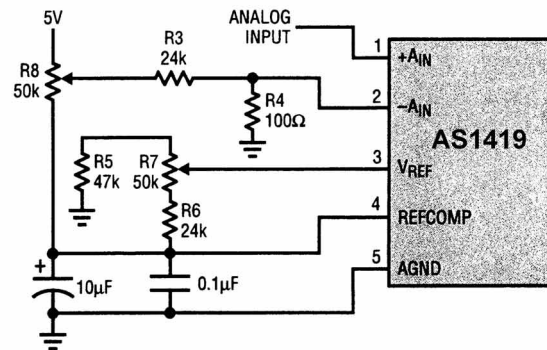 5V
ANALOG
INPUT
R8
50k
R3
24k
R4
100Ω
R5
47k
R7
50k
R6
24k
+
10µF
0.1µF
1
+AIN
2
−AIN
AS1419
3
VREF
4
REFCOMP
5
AGND